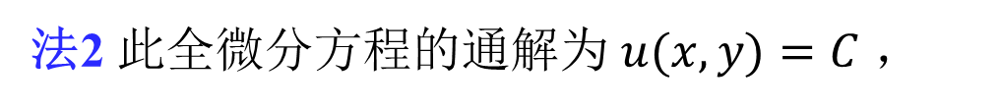 法2 此全微分方程的通解为 u(x, y) = C ，